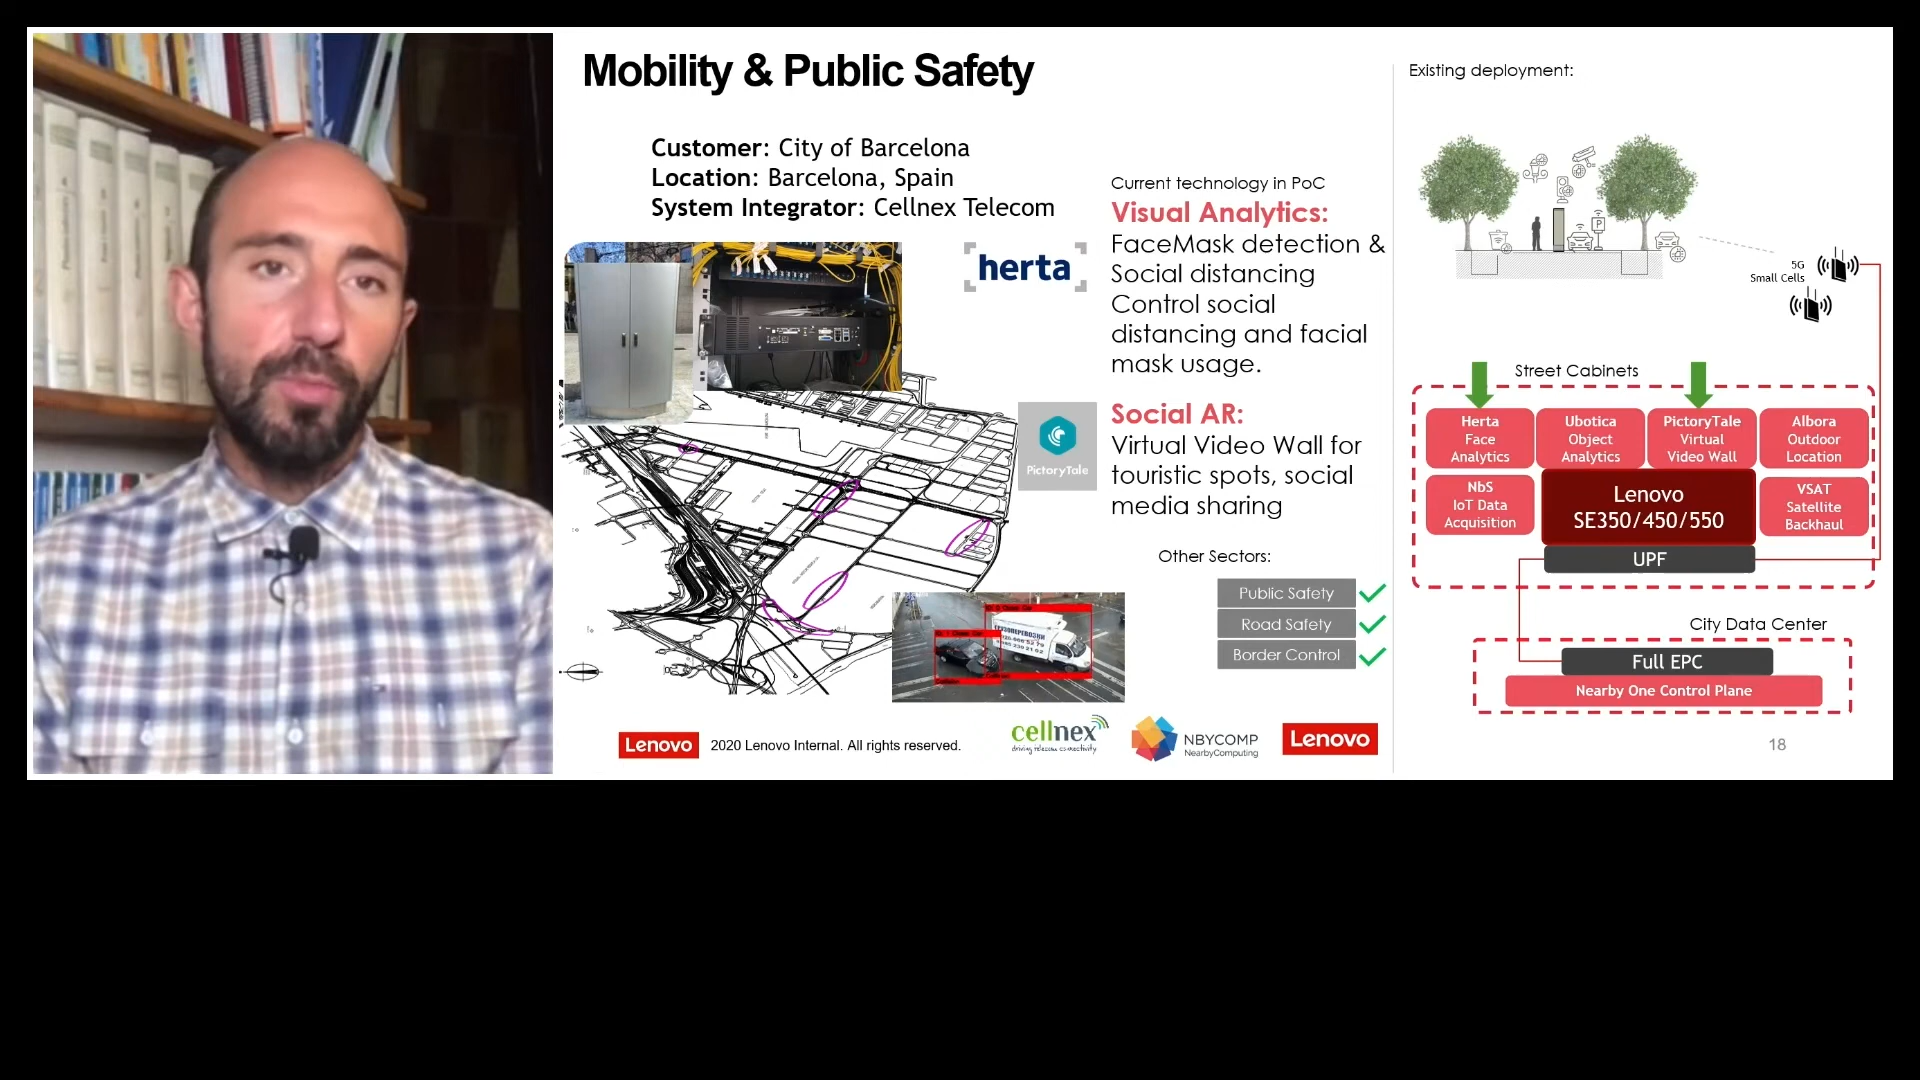 Mobility & Public Safety
Customer: City of Barcelona
Location: Barcelona, Spain
System Integrator: Cellnex Telecom
herta
Current technology in PoC
Visual Analytics:
FaceMask detection &
Social distancing
Control social
distancing and facial
mask usage.
PictoryTale
Social AR:
Virtual Video Wall for
touristic spots, social
media sharing
Other Sectors:
Public Safety
Road Safety
Border Control
Lenovo
2020 Lenovo Internal. All rights reserved.
cellnex
driving telecom connectivity
NBYCOMP
NearbyComputing
Lenovo
Existing deployment:
P
5G
Small Cells
Street Cabinets
Herta
Face
Analytics
Ubotica
Object
Analytics
PictoryTale
Virtual
Video Wall
Albora
Outdoor
Location
NbS
IoT Data
Acquisition
Lenovo
SE350/450/550
VSAT
Satellite
Backhaul
UPF
City Data Center
Full EPC
Nearby One Control Plane
18